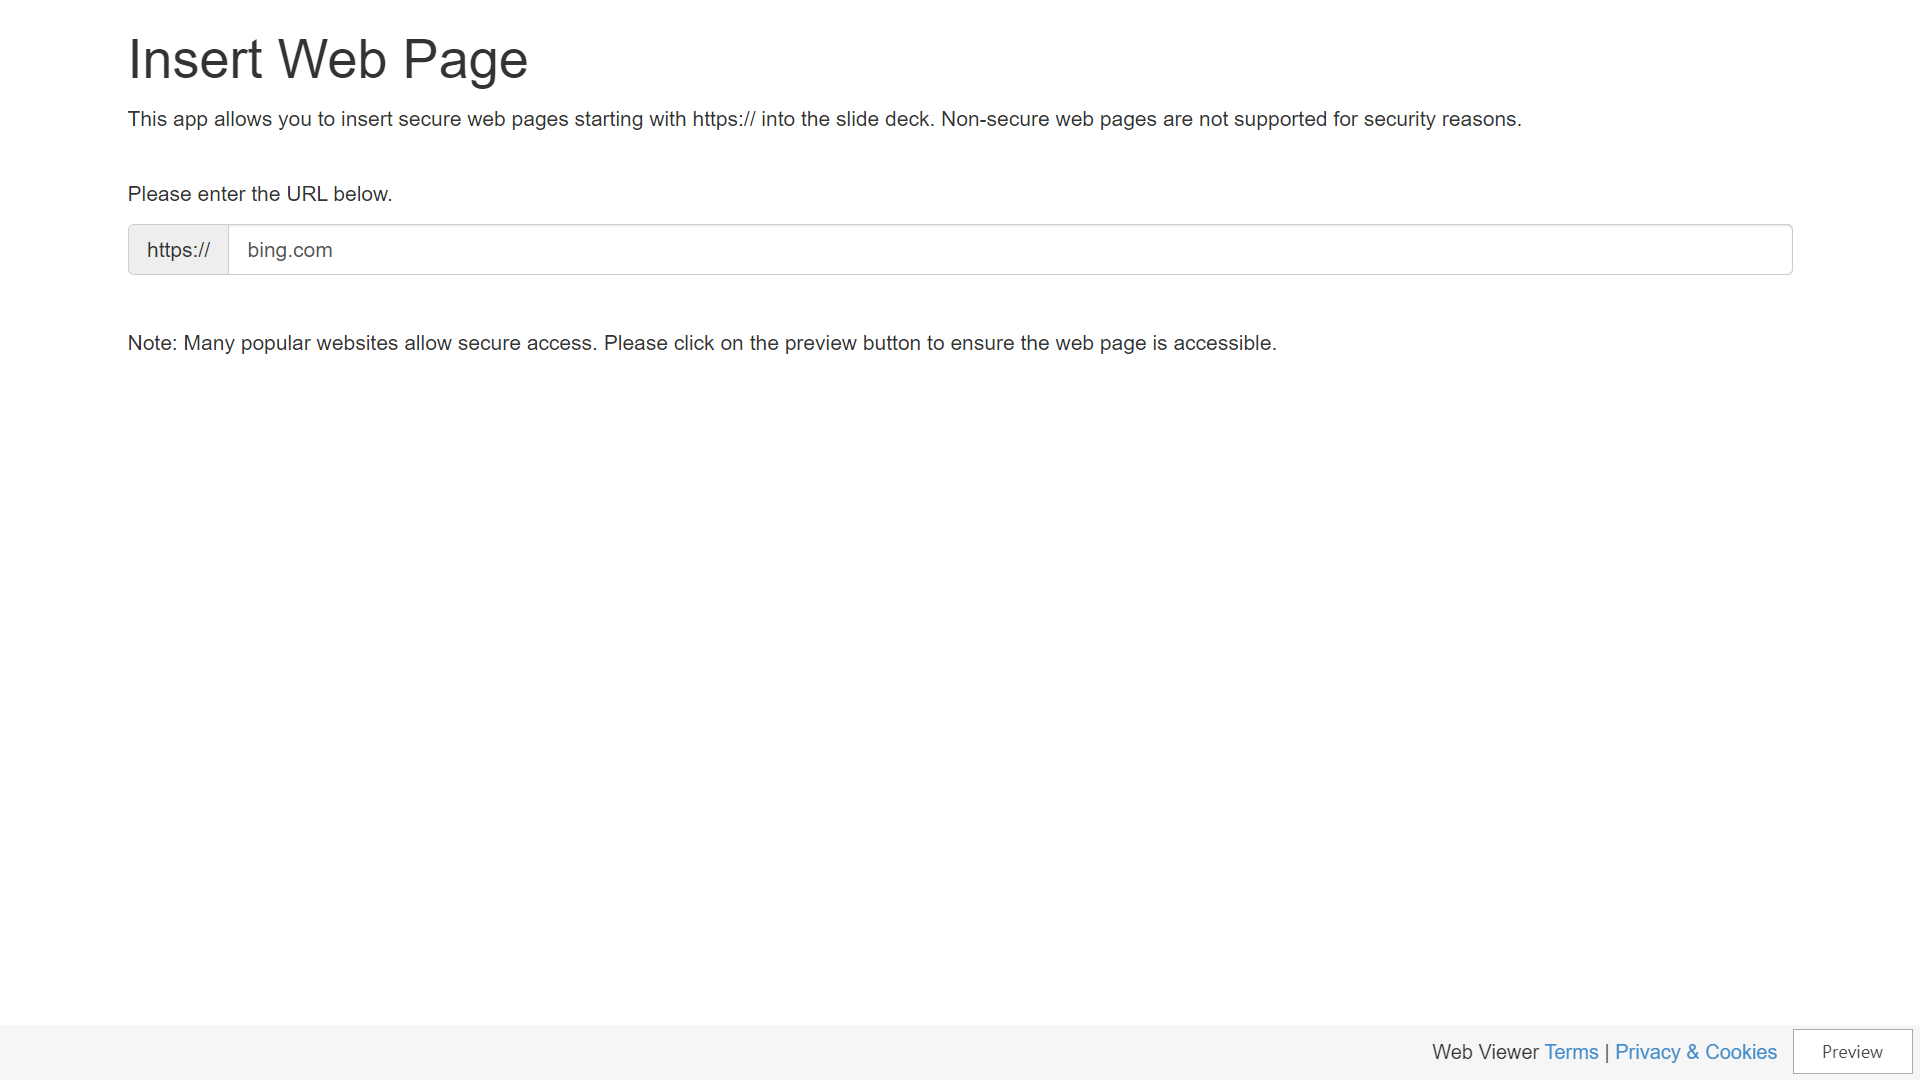 Insert Web Page
This app allows you to insert secure web pages starting with https:// into the slide deck. Non-secure web pages are not supported for security reasons.
Please enter the URL below.
https:// bing.com
Note: Many popular websites allow secure access. Please click on the preview button to ensure the web page is accessible.
Web Viewer Terms | Privacy & Cookies Preview